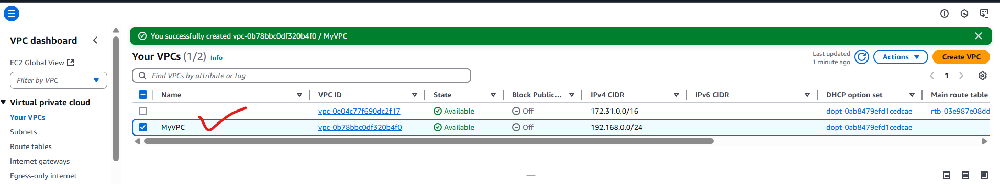 You successfully created vpc-0b78bbc0df320b4f0 / MyVPC
VPC dashboard
EC2 Global View
Filter by VPC
Virtual private cloud
Your VPCs
Subnets
Route tables
Internet gateways
Egress-only internet
Your VPCs (1/2) Info
Last updated
1 minute ago
Actions
Create VPC
Find VPCs by attribute or tag
1
Name VPC ID State Block Public... IPv4 CIDR IPv6 CIDR DHCP option set Main route table
– vpc-0e04c77f690dc2f17 Available Off 172.31.0.0/16 – dopt-0ab8479efd1cedcae rtb-03e987e08dd
MyVPC vpc-0b78bbc0df320b4f0 Available Off 192.168.0.0/24 – dopt-0ab8479efd1cedcae –